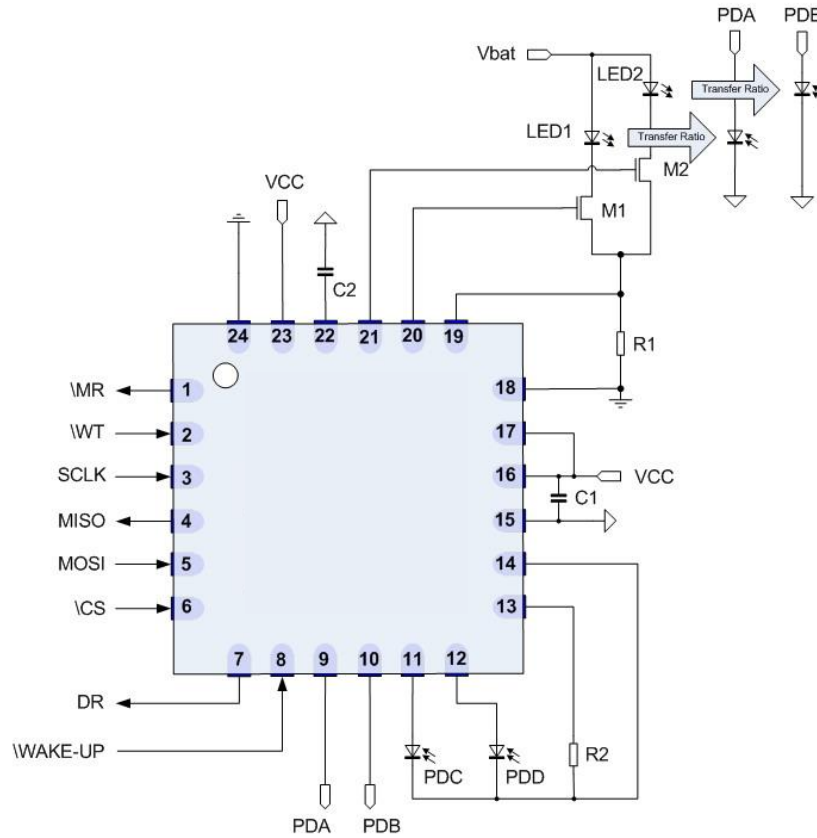 PDA
PDB
Vbat
LED2
Transfer Ratio
LED1
Transfer Ratio
M2
VCC
M1
C2
24
23
22
21
20
19
R1
\MR
1
18
\WT
2
17
SCLK
3
16
VCC
C1
MISO
4
15
MOSI
5
14
\CS
6
13
7
8
9
10
11
12
DR
\WAKE-UP
PDC
PDD
R2
PDA
PDB